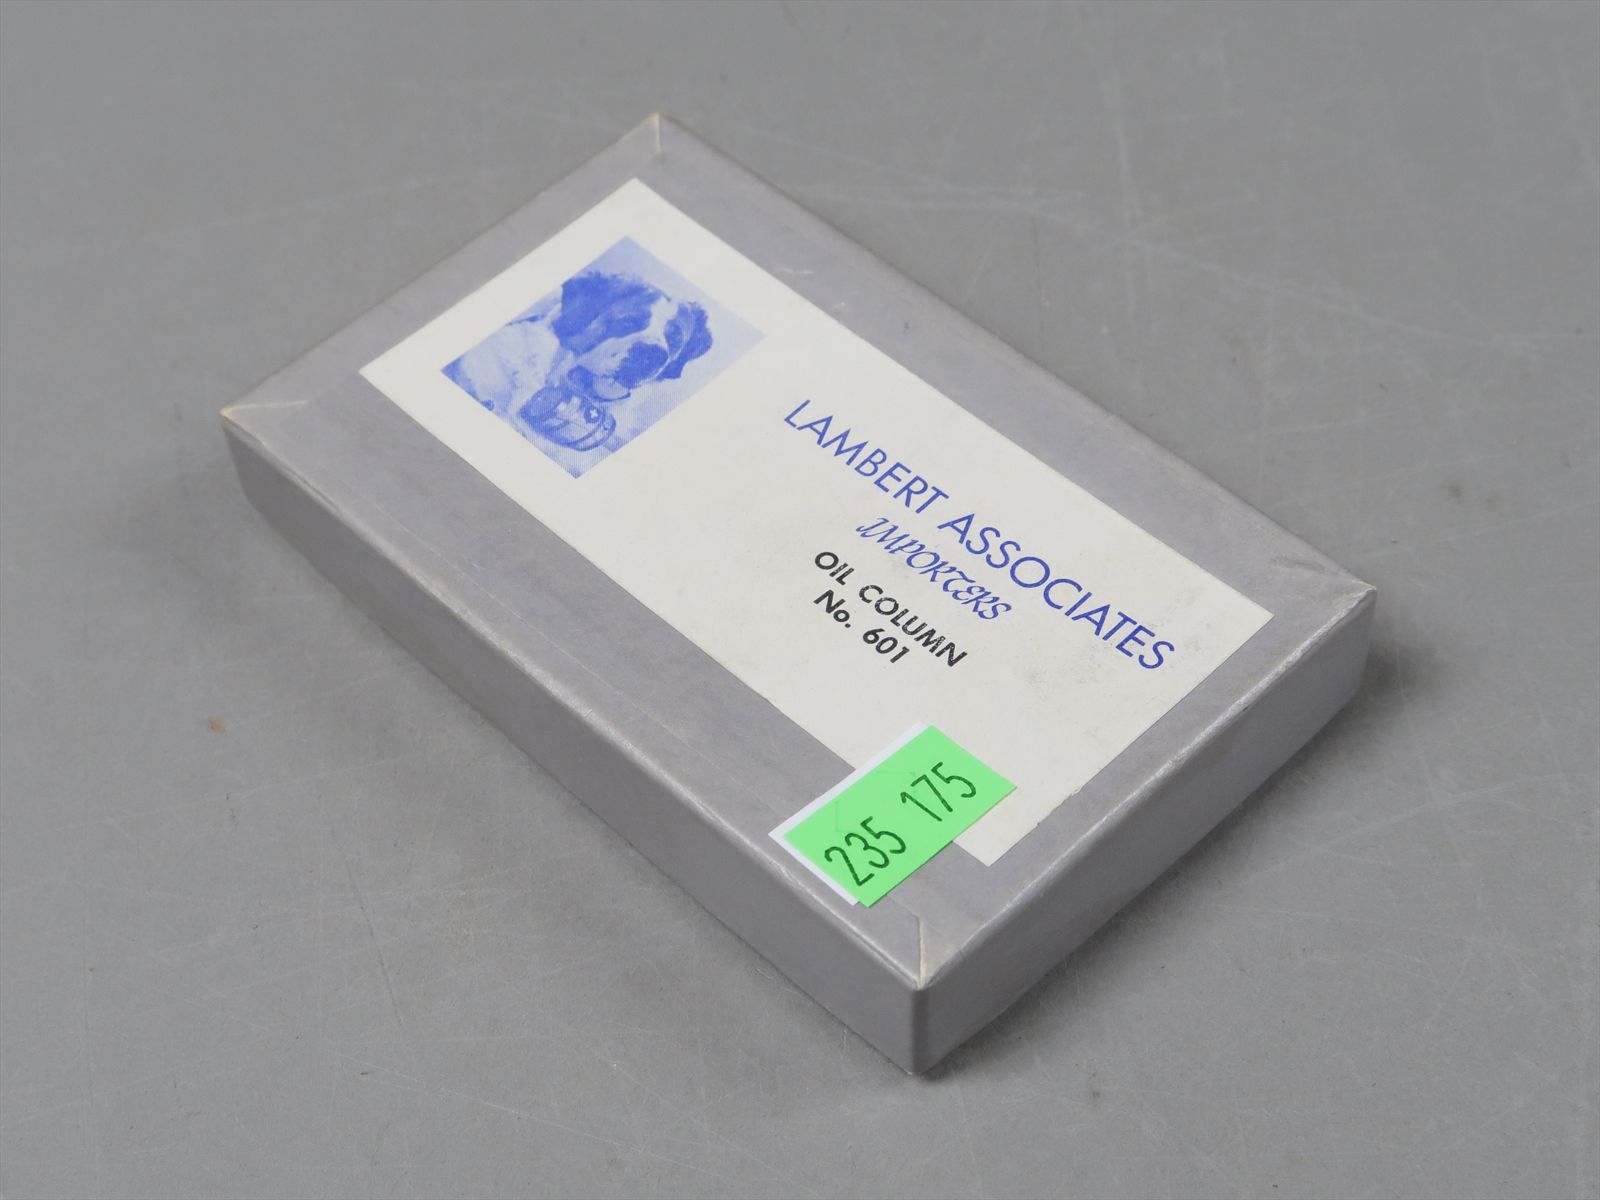 LAMBERT ASSOCIATES
IMPORTERS
OIL COLUMN
No. 601
235 175